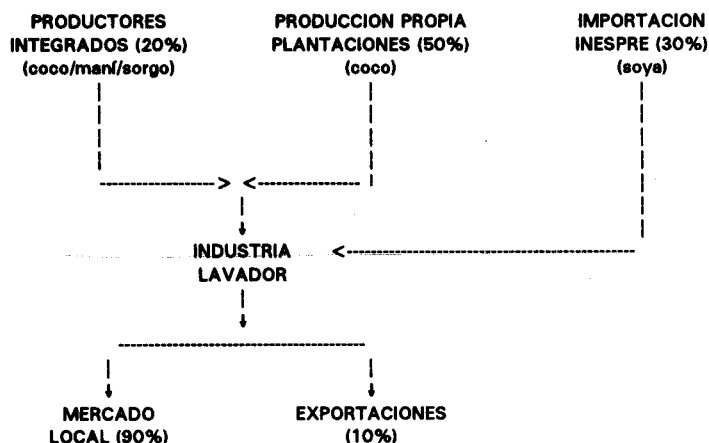 PRODUCTORES
INTEGRADOS (20%)
(coco/maní/sorgo)
PRODUCCION PROPIA
PLANTACIONES (50%)
(coco)
IMPORTACION
INESPRE (30%)
(soya)
INDUSTRIA
LAVADOR
MERCADO
LOCAL (90%)
EXPORTACIONES
(10%)